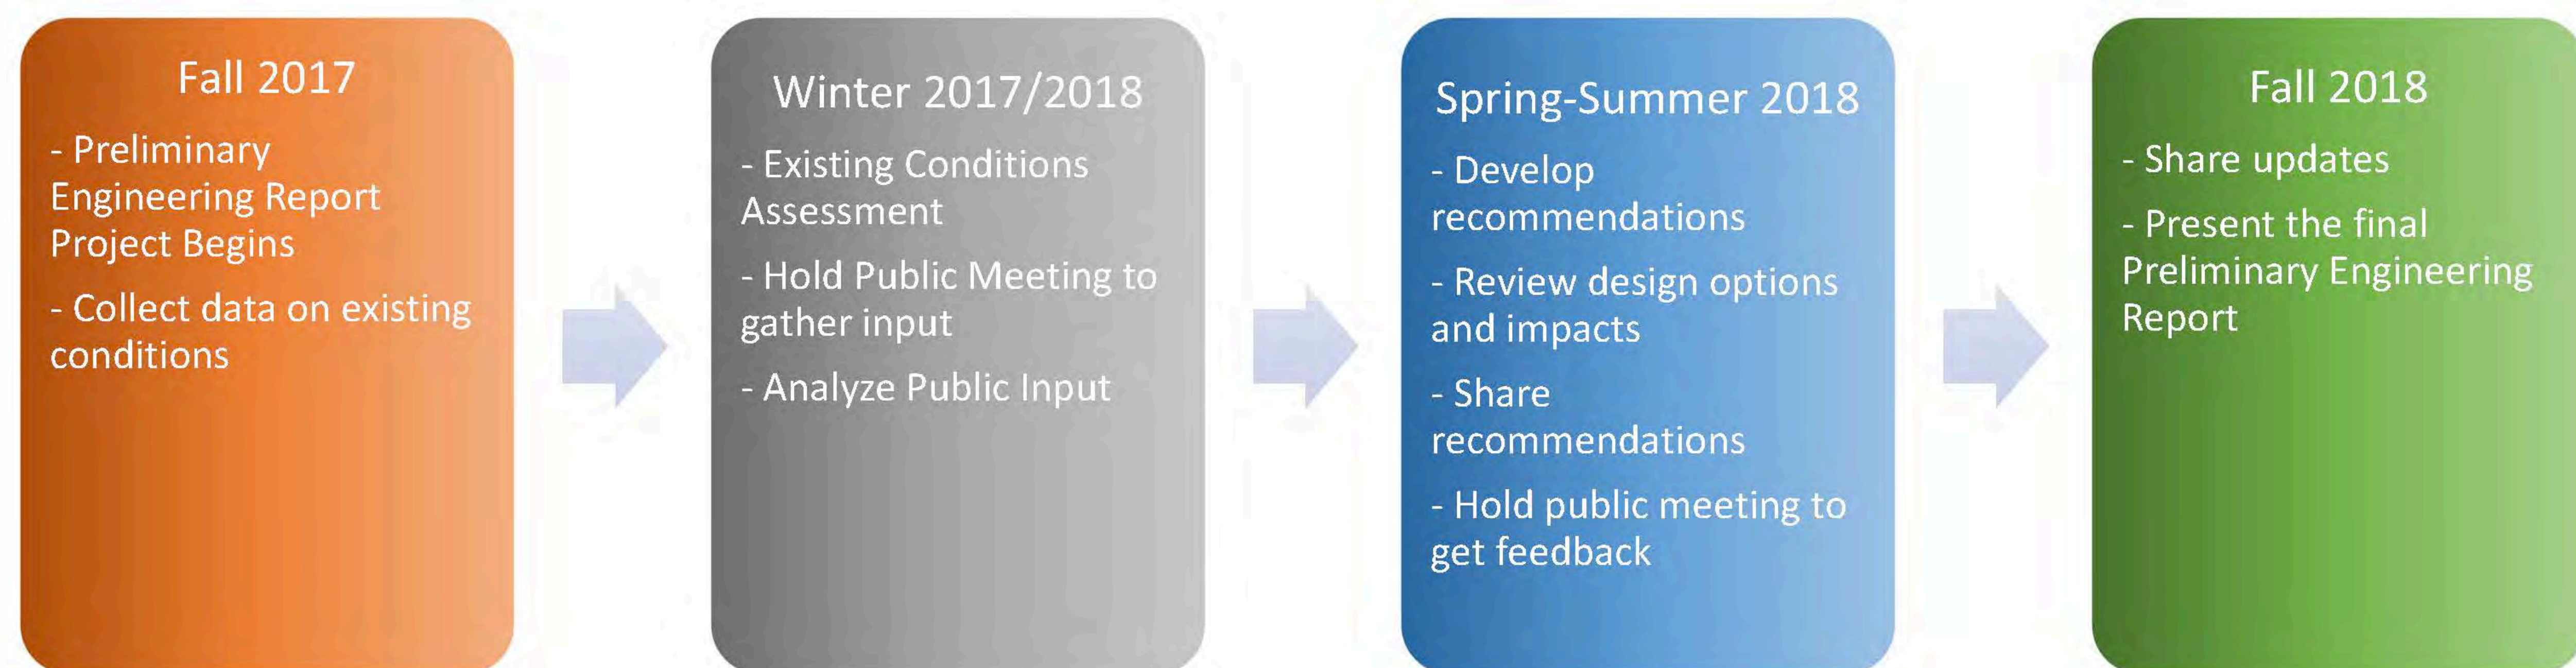 Fall 2017
- Preliminary
Engineering Report
Project Begins
- Collect data on existing
conditions
Winter 2017/2018
- Existing Conditions
Assessment
- Hold Public Meeting to
gather input
- Analyze Public Input
Spring-Summer 2018
- Develop
recommendations
- Review design options
and impacts
- Share
recommendations
- Hold public meeting to
get feedback
Fall 2018
- Share updates
- Present the final
Preliminary Engineering
Report